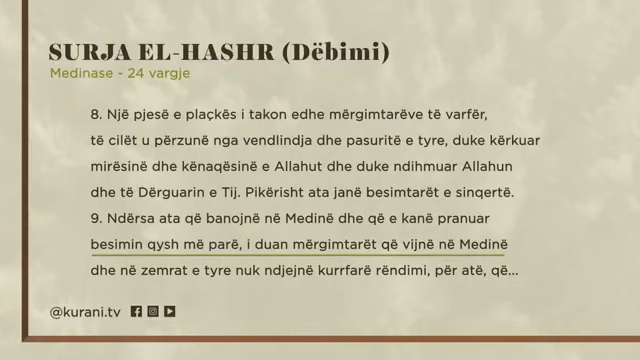 SURJA EL-HASHR (Dëbimi)
Medinase - 24 vargje
8. Një pjesë e plaçkës i takon edhe mërgimtarëve të varfër,
të cilët u përzunë nga vendlindja dhe pasuritë e tyre, duke kërkuar
mirësinë dhe kënaqësinë e Allahut dhe duke ndihmuar Allahun
dhe të Dërguarin e Tij. Pikërisht ata janë besimtarët e sinqertë.
9. Ndërsa ata që banojnë në Medinë dhe që e kanë pranuar
besimin qysh më parë, i duan mërgimtarët që vijnë në Medinë
dhe në zemrat e tyre nuk ndjejnë kurrfarë rëndimi, për atë, që...
@kurani.tv